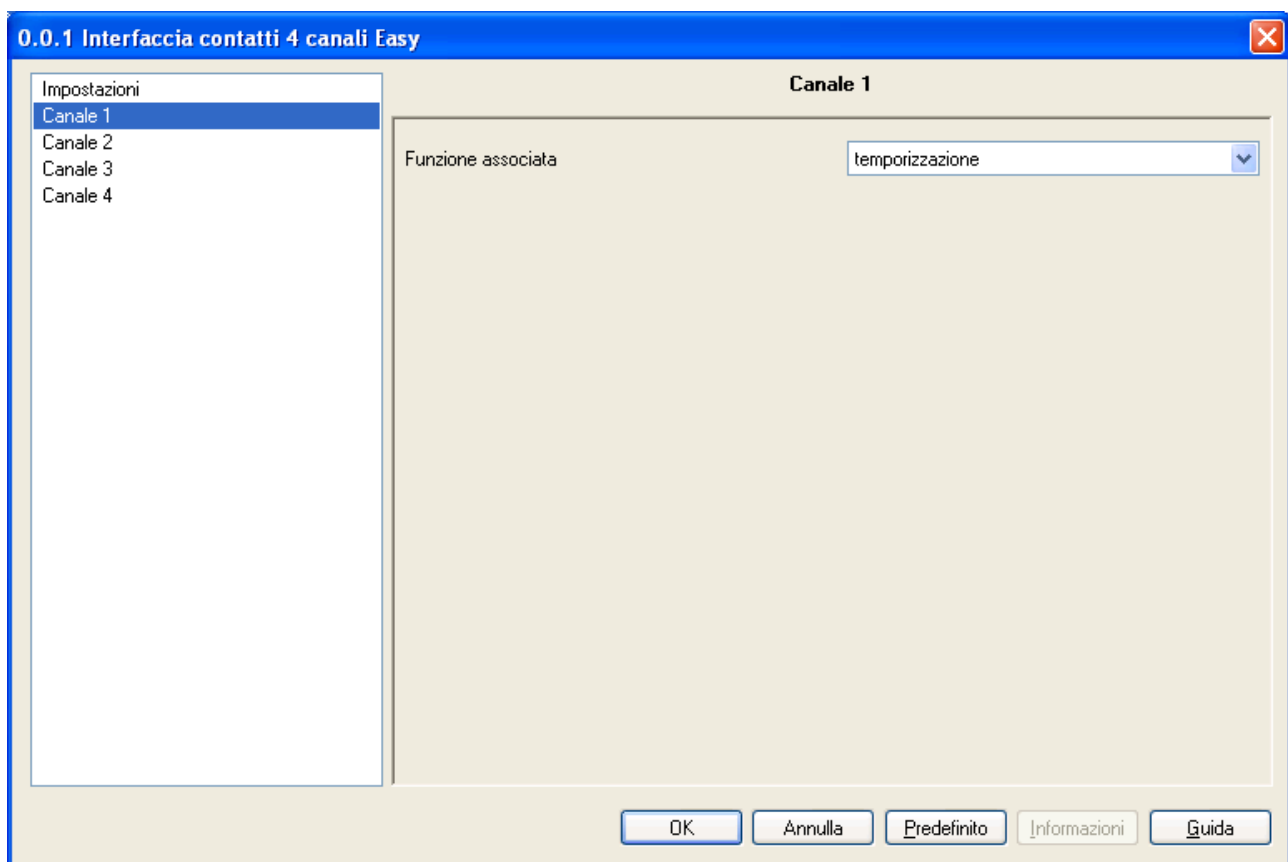 0.0.1 Interfaccia contatti 4 canali Easy
Impostazioni
Canale 1
Canale 2
Canale 3
Canale 4
Canale 1
Funzione associata
temporizzazione
OK
Annulla
Predefinito
Informazioni
Guida